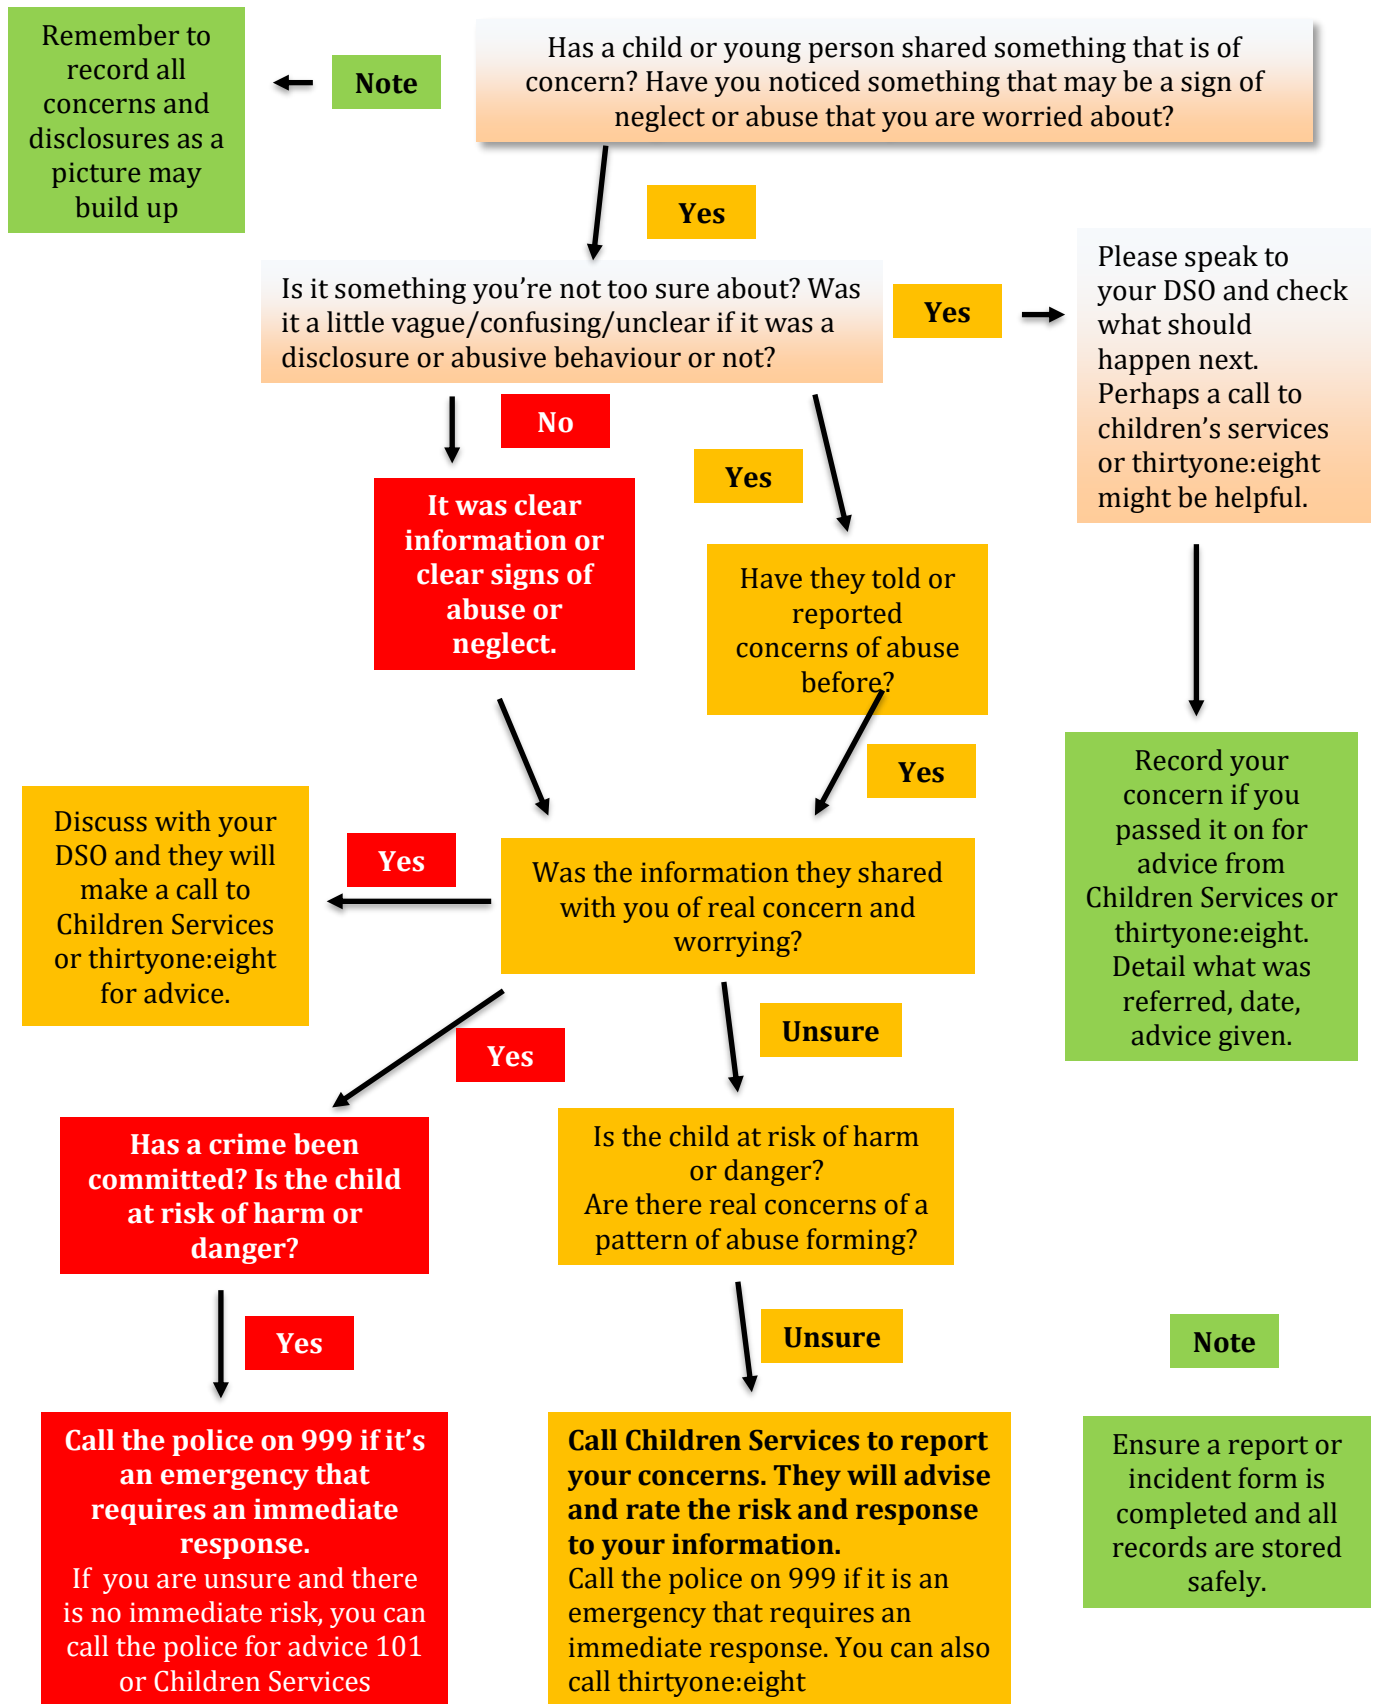 Remember to
record all
concerns and
disclosures as a
picture may
build up
Note
Has a child or young person shared something that is of
concern? Have you noticed something that may be a sign of
neglect or abuse that you are worried about?
Yes
Is it something you’re not too sure about? Was
it a little vague/confusing/unclear if it was a
disclosure or abusive behaviour or not?
Yes
Please speak to
your DSO and check
what should
happen next.
Perhaps a call to
children’s services
or thirtyone:eight
might be helpful.
No
Yes
It was clear
information or
clear signs of
abuse or
neglect.
Have they told or
reported
concerns of abuse
before?
Yes
Record your
concern if you
passed it on for
advice from
Children Services or
thirtyone:eight.
Detail what was
referred, date,
advice given.
Discuss with your
DSO and they will
make a call to
Children Services
or thirtyone:eight
for advice.
Yes
Was the information they shared
with you of real concern and
worrying?
Yes
Unsure
Has a crime been
committed? Is the child
at risk of harm or
danger?
Is the child at risk of harm
or danger?
Are there real concerns of a
pattern of abuse forming?
Yes
Unsure
Note
Call the police on 999 if it’s
an emergency that
requires an immediate
response.
If you are unsure and there
is no immediate risk, you can
call the police for advice 101
or Children Services
Call Children Services to report
your concerns. They will advise
and rate the risk and response
to your information.
Call the police on 999 if it is an
emergency that requires an
immediate response. You can also
call thirtyone:eight
Ensure a report or
incident form is
completed and all
records are stored
safely.